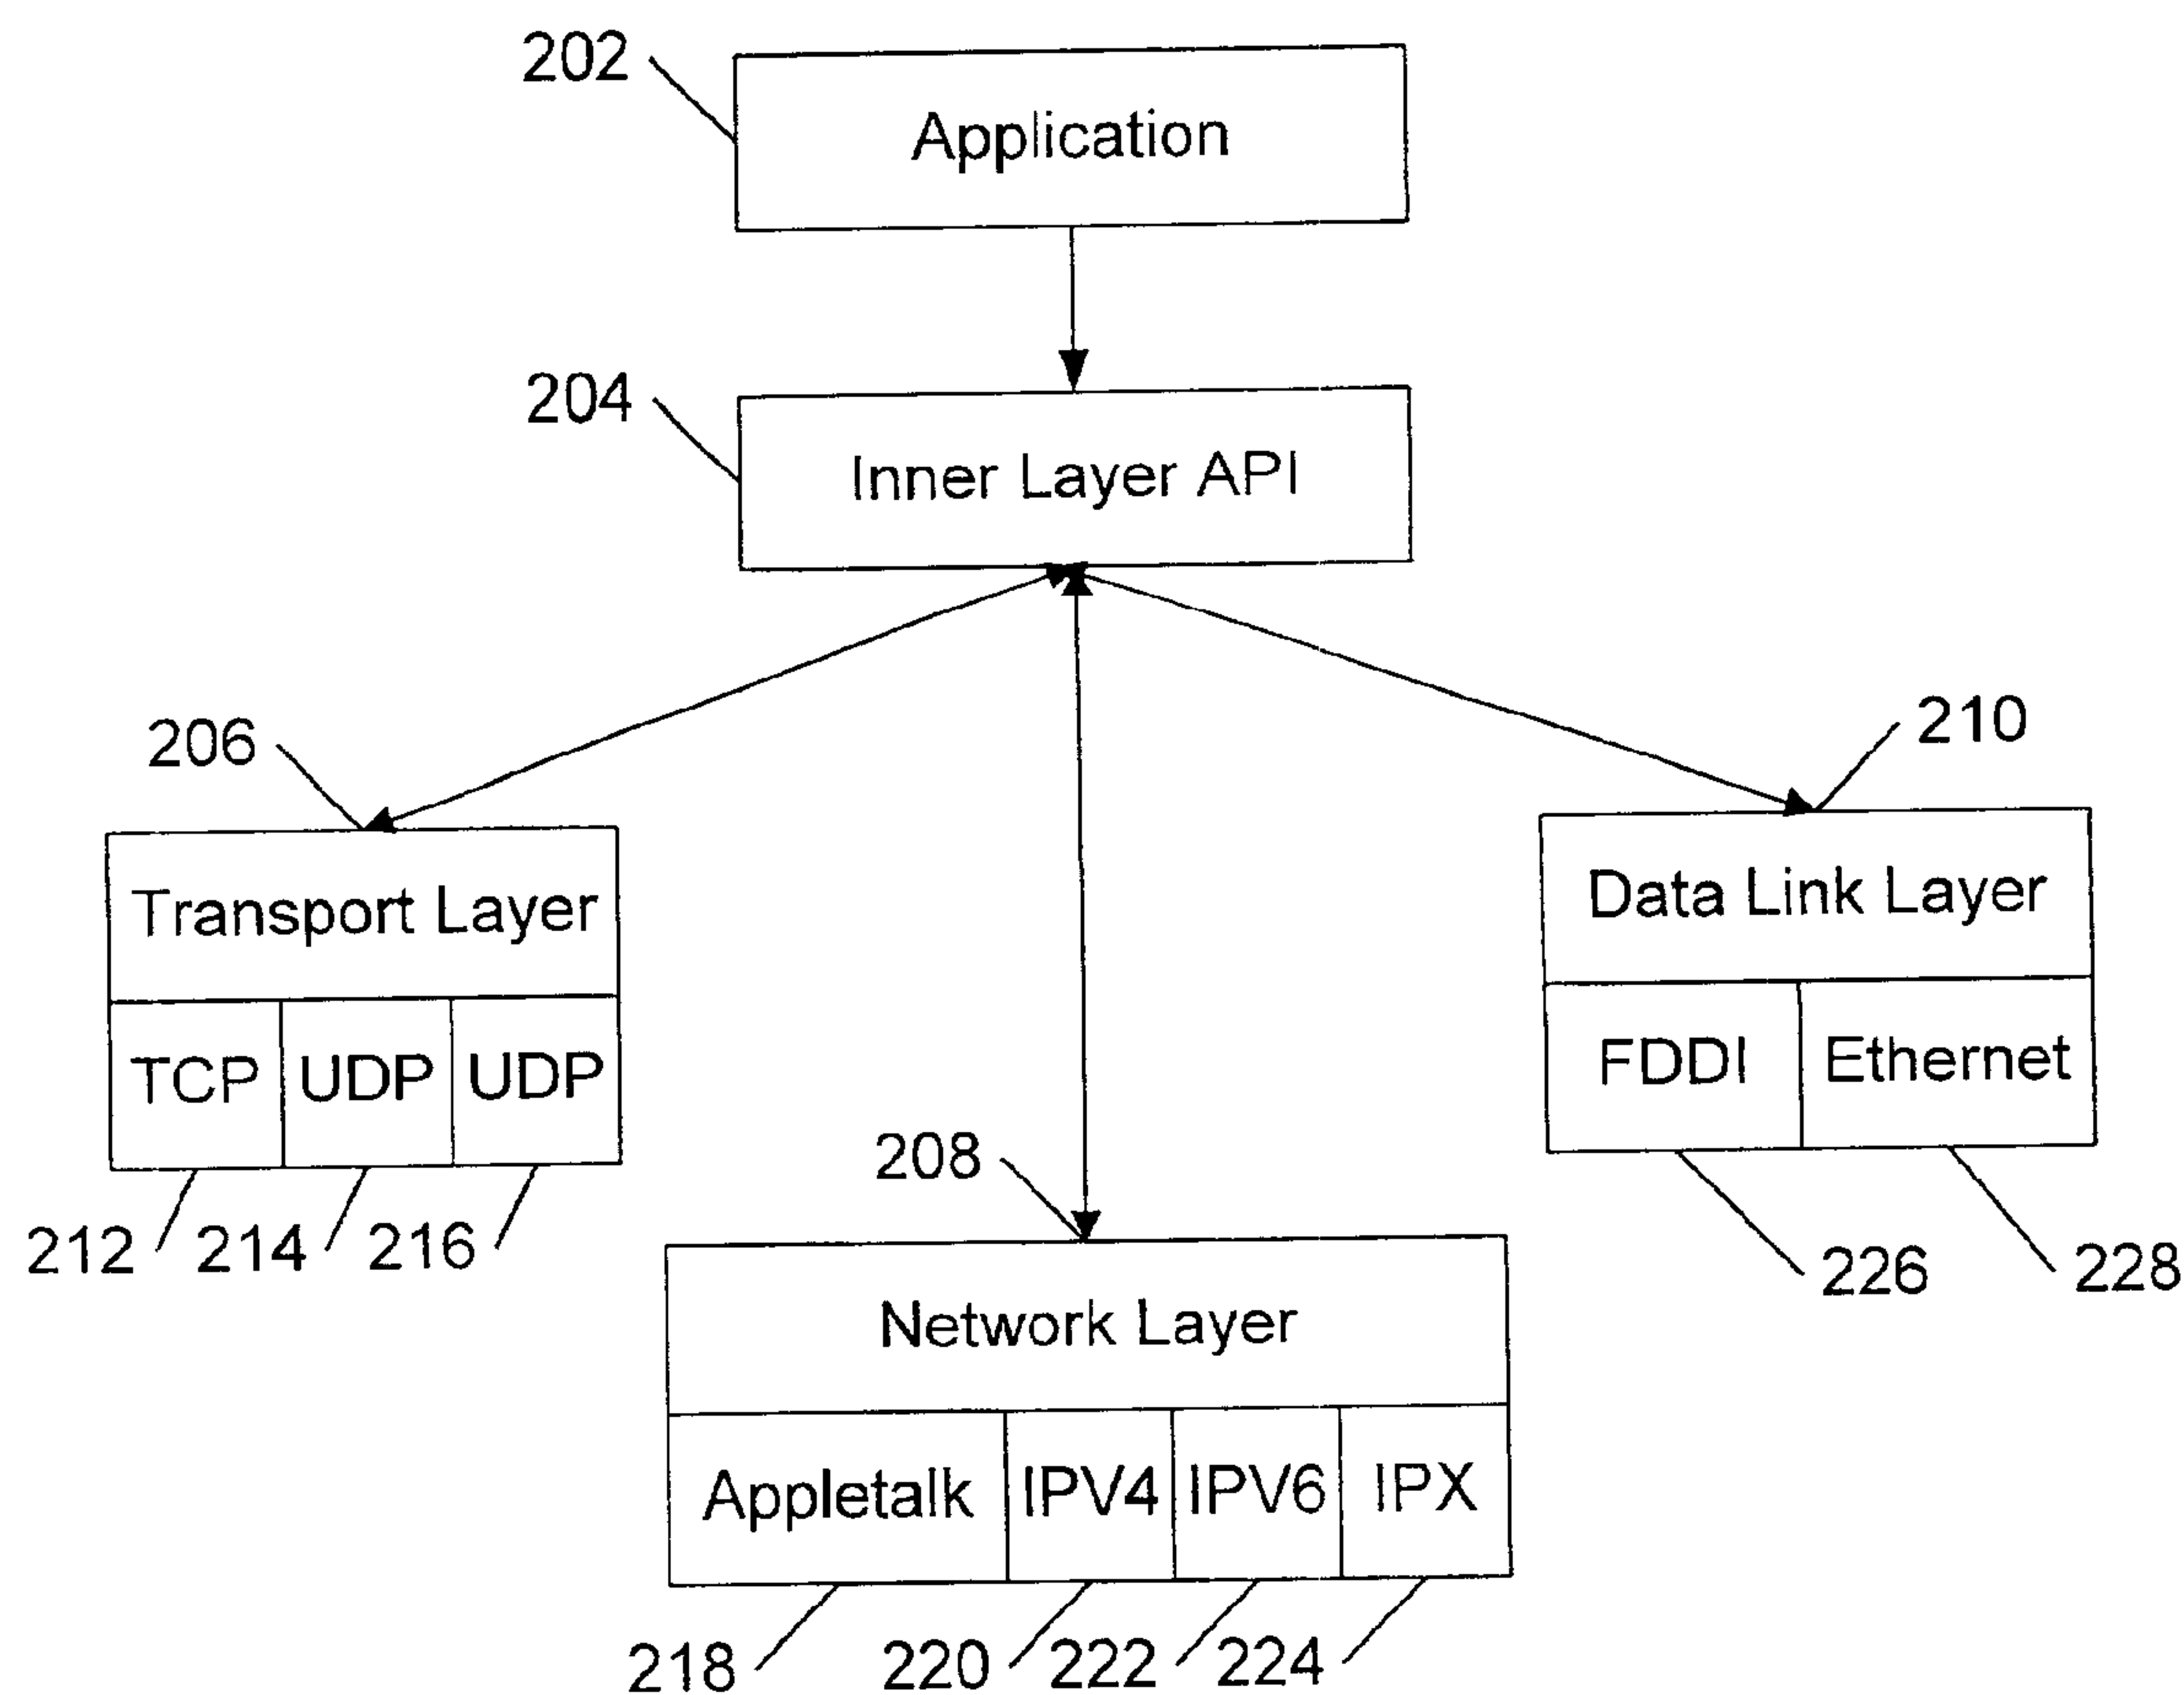 202
Application
204
Inner Layer API
206
210
Transport Layer
Data Link Layer
TCP UDP UDP
FDDI Ethernet
208
212 214 216
226 228
Network Layer
Appletalk IPV4 IPV6 IPX
218 220 222 224